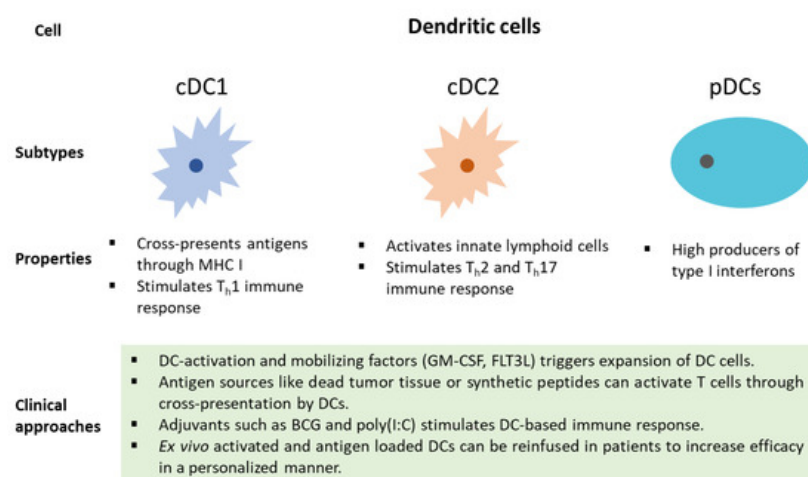 Cell
Dendritic cells
cDC1
cDC2
pDCs
Subtypes
Properties
▪ Cross-presents antigens
through MHC I
▪ Stimulates Th1 immune
response
▪ Activates innate lymphoid cells
▪ Stimulates Th2 and Th17
immune response
▪ High producers of
type I interferons
Clinical
approaches
▪ DC-activation and mobilizing factors (GM-CSF, FLT3L) triggers expansion of DC cells.
▪ Antigen sources like dead tumor tissue or synthetic peptides can activate T cells through
cross-presentation by DCs.
▪ Adjuvants such as BCG and poly(I:C) stimulates DC-based immune response.
▪ Ex vivo activated and antigen loaded DCs can be reinfused in patients to increase efficacy
in a personalized manner.